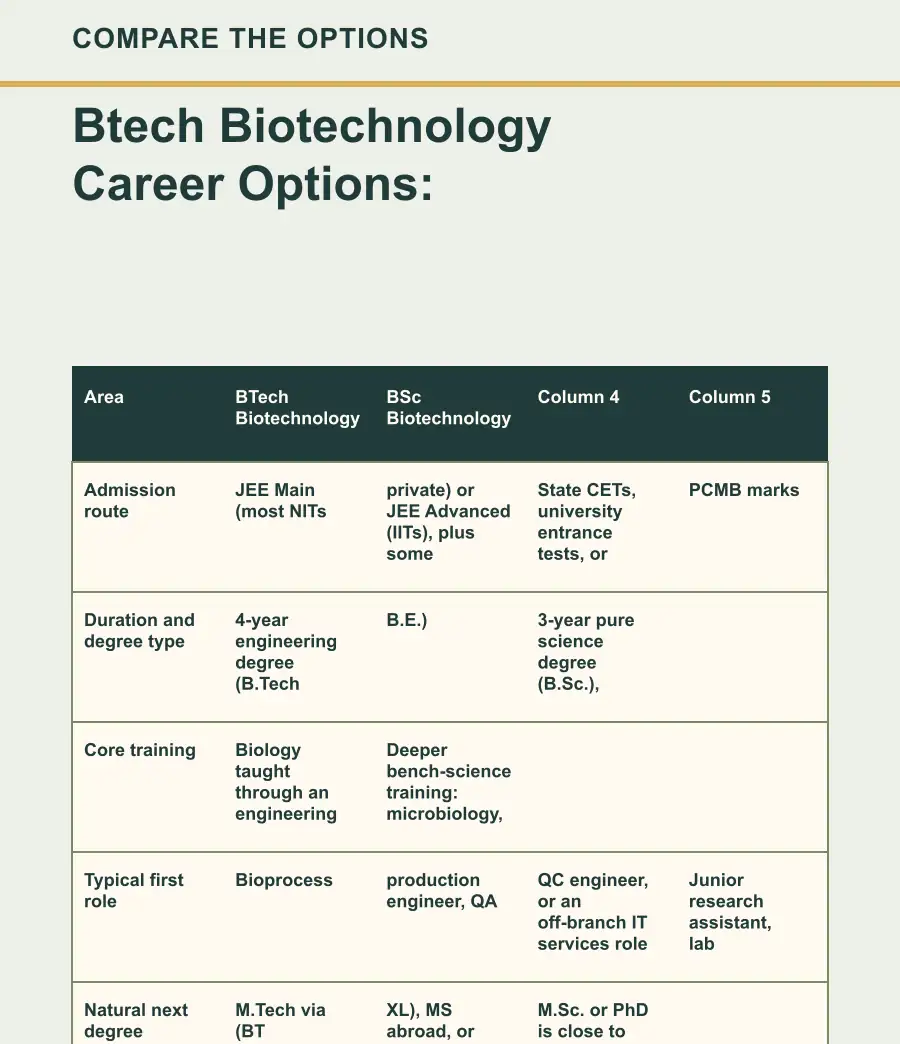 COMPARE THE OPTIONS
Btech Biotechnology
Career Options:
Area
BTech
Biotechnology
BSc
Biotechnology
Column 4
Column 5
Admission
route
JEE Main
(most NITs
private) or
JEE Advanced
(IITs), plus
some
State CETs,
university
entrance
tests, or
PCMB marks
Duration and
degree type
4-year
engineering
degree
(B.Tech
B.E.)
3-year pure
science
degree
(B.Sc.),
Core training
Biology
taught
through an
engineering
Deeper
bench-science
training:
microbiology,
Typical first
role
Bioprocess
production
engineer, QA
QC engineer,
or an
off-branch IT
services role
Junior
research
assistant,
lab
Natural next
degree
M.Tech via
(BT
XL), MS
abroad, or
M.Sc. or PhD
is close to